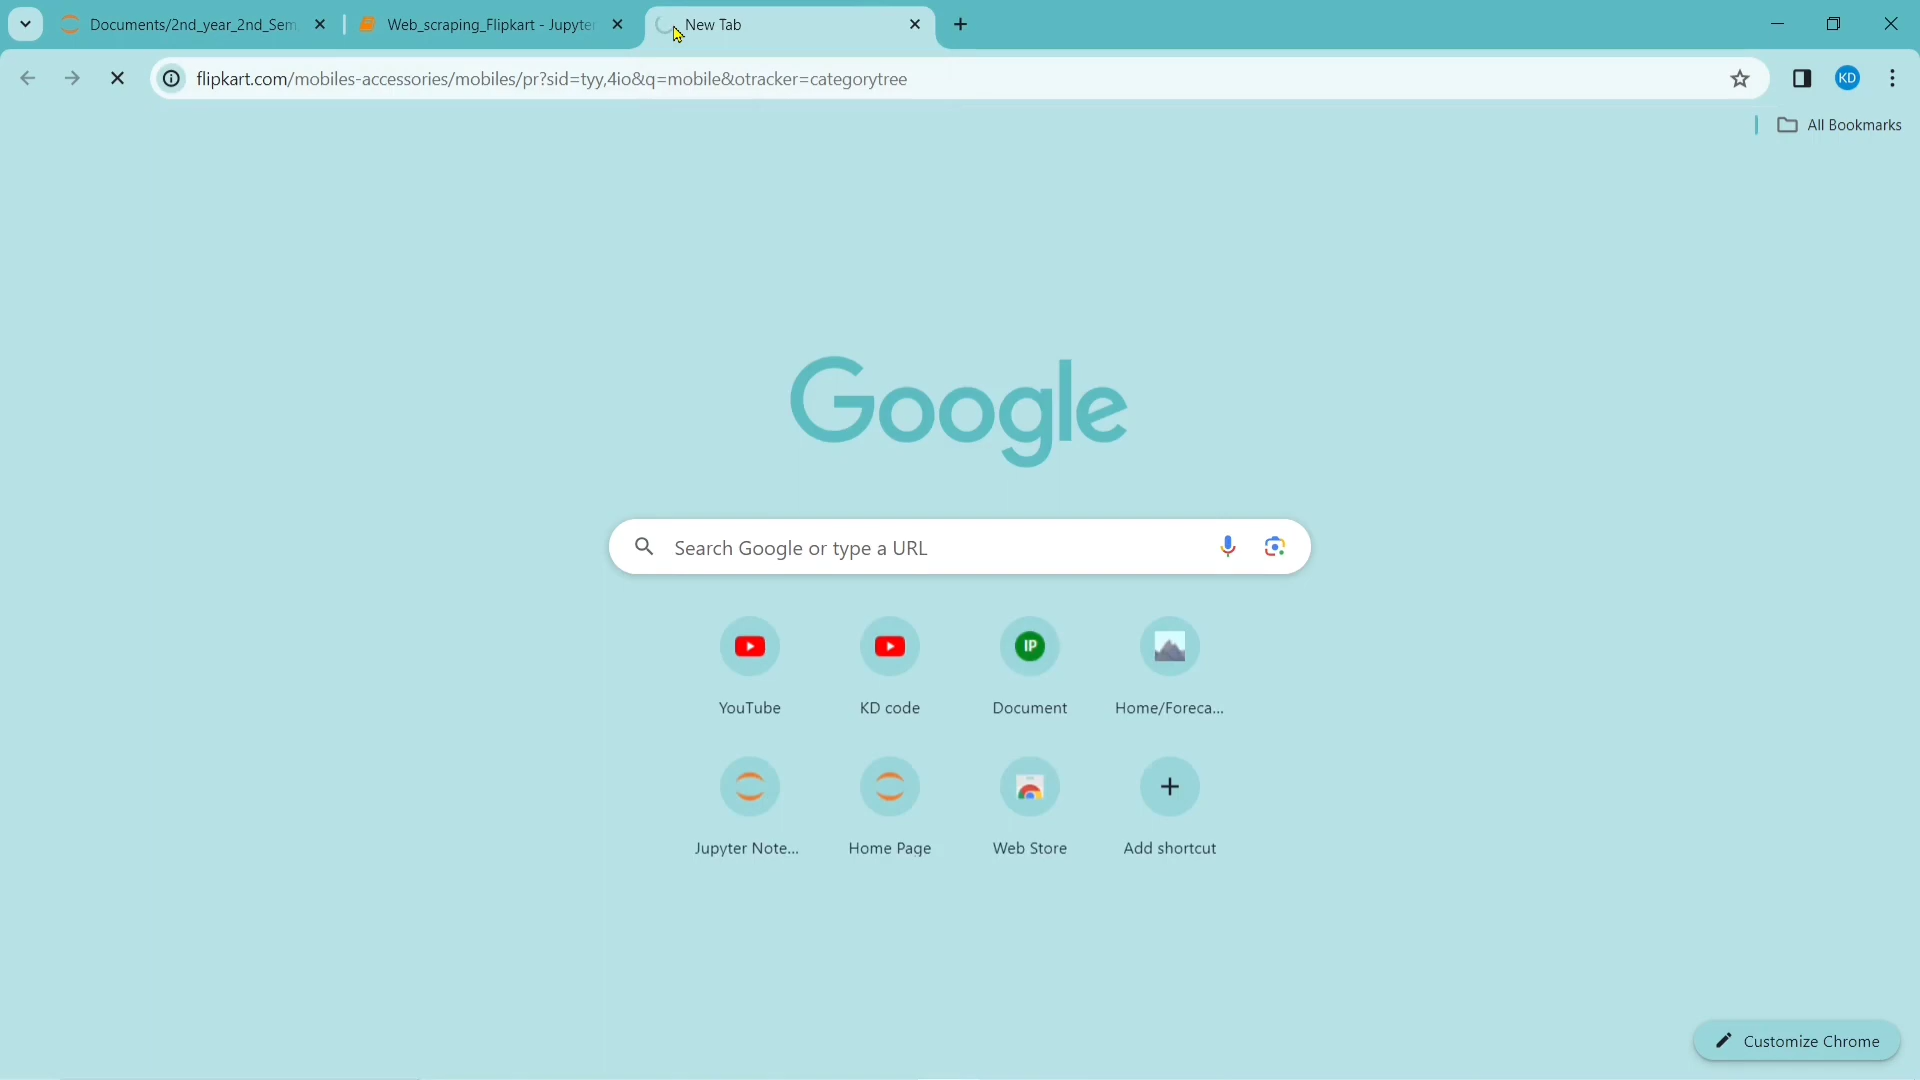 Documents/2nd_year_2nd_Sem
Web_scraping_Flipkart - Jupyter
New Tab
flipkart.com/mobiles-accessories/mobiles/pr?sid=tyy,4io&q=mobile&otracker=categorytree
KD
All Bookmarks
Google
Search Google or type a URL
IP
YouTube
KD code
Document
Home/Foreca...
Jupyter Note...
Home Page
Web Store
Add shortcut
Customize Chrome